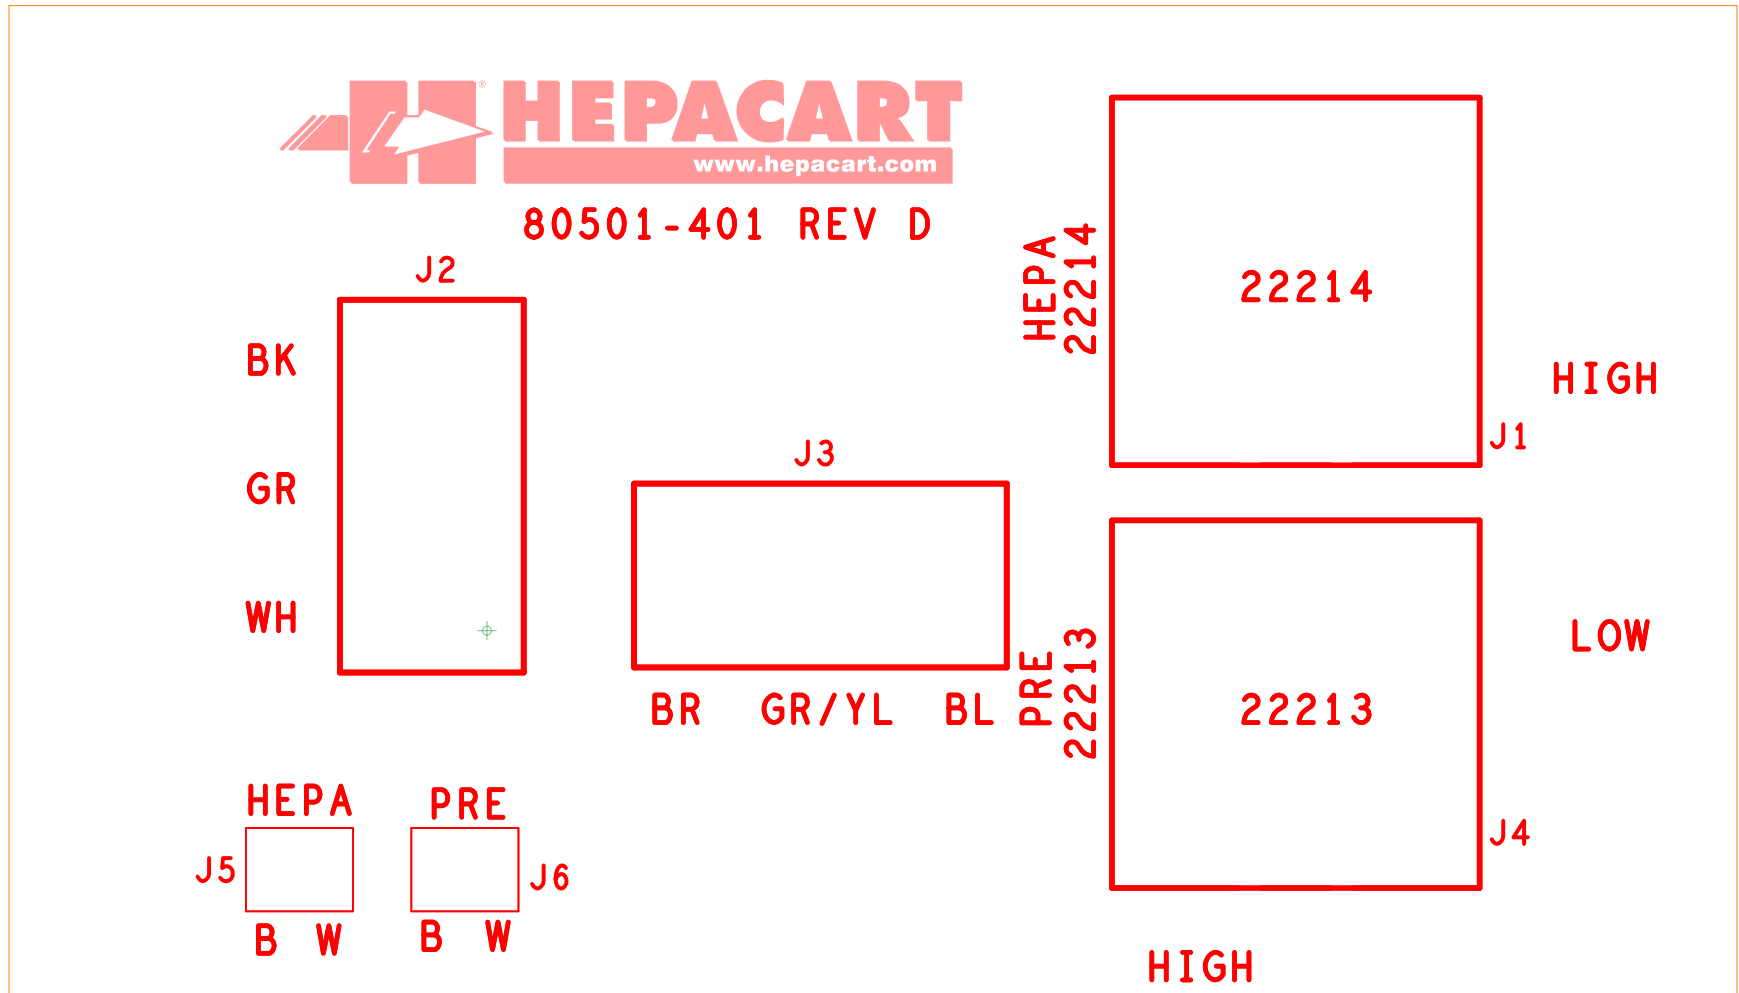 HEPACART
®
www.hepacart.com
80501-401 REV D
J2
BK
GR
WH
J3
BR GR/YL BL
HEPA
22214
22214
HIGH
J1
PRE
22213
22213
LOW
J4
HEPA
J5
B W
PRE
J6
B W
HIGH